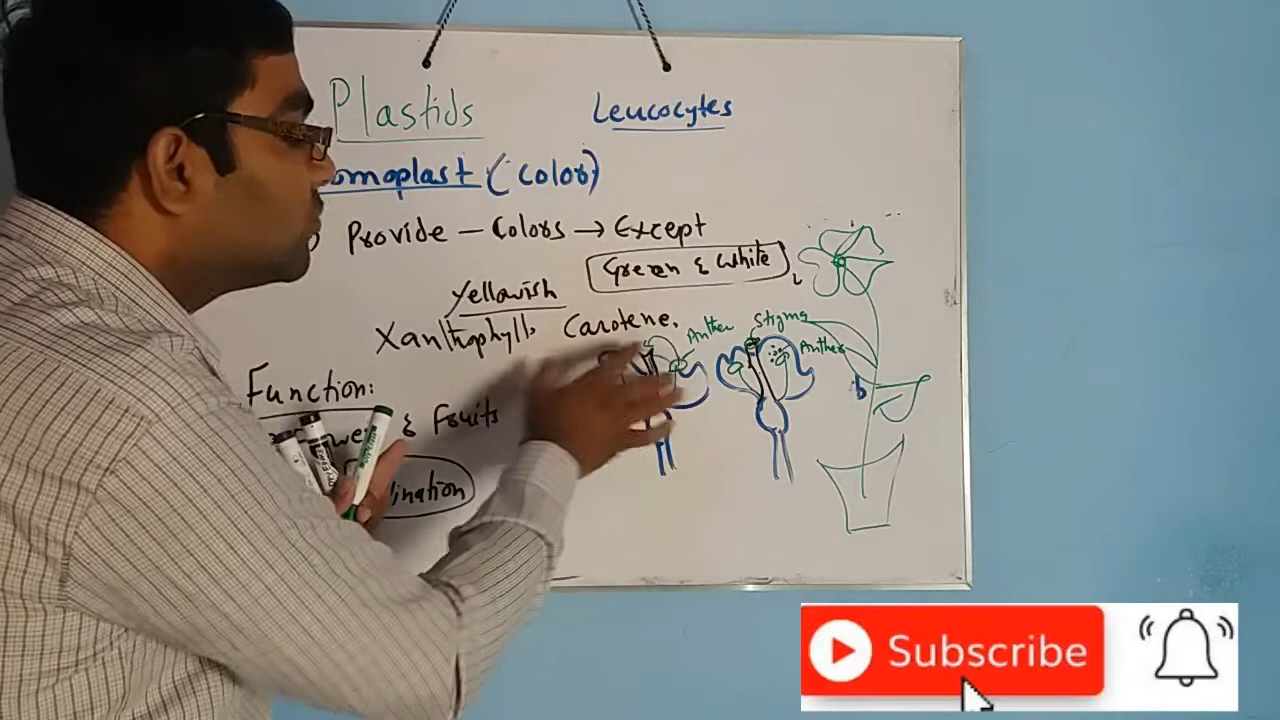 Plastids
Leucocytes
omoplast (Color)
Provide – Colors → Except
Green & White
Yellowish
Xanthophyll, Carotene.
Anther
Stigma
Anther
b
Function:
& Fruits
ination
Subscribe